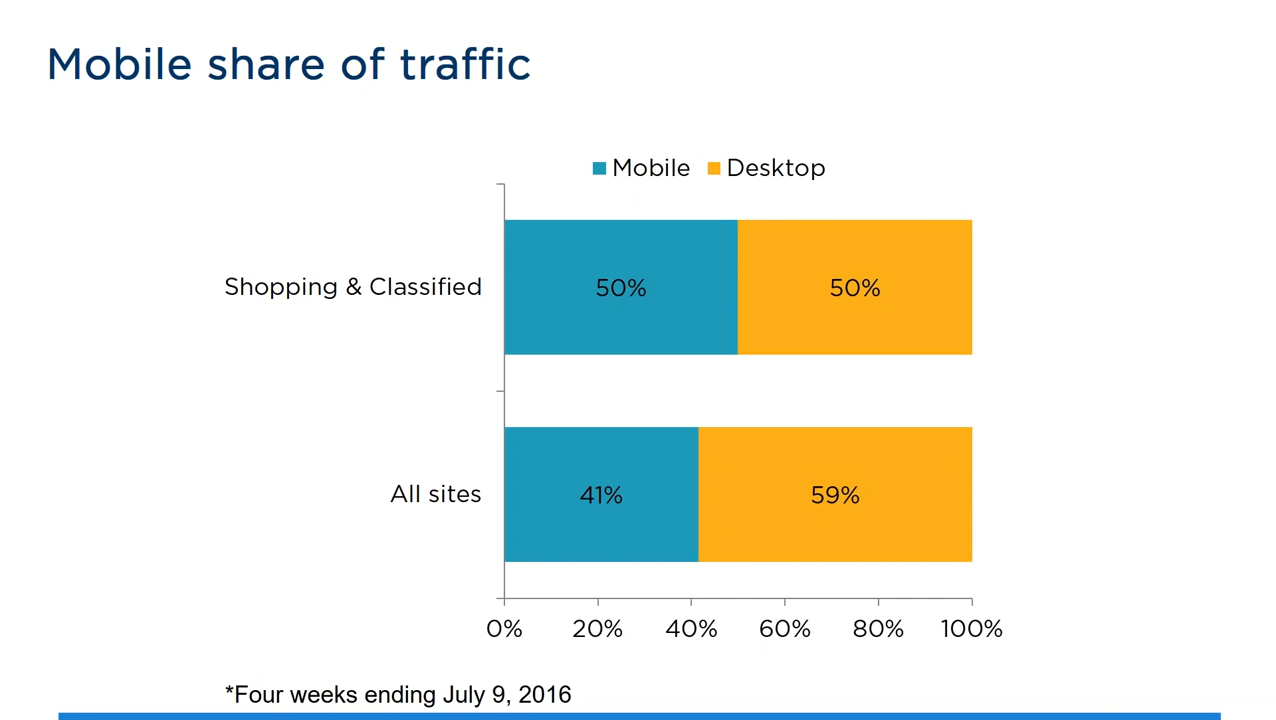 Mobile share of traffic
Mobile Desktop
Shopping & Classified 50% 50%
All sites 41% 59%
0% 20% 40% 60% 80% 100%
*Four weeks ending July 9, 2016